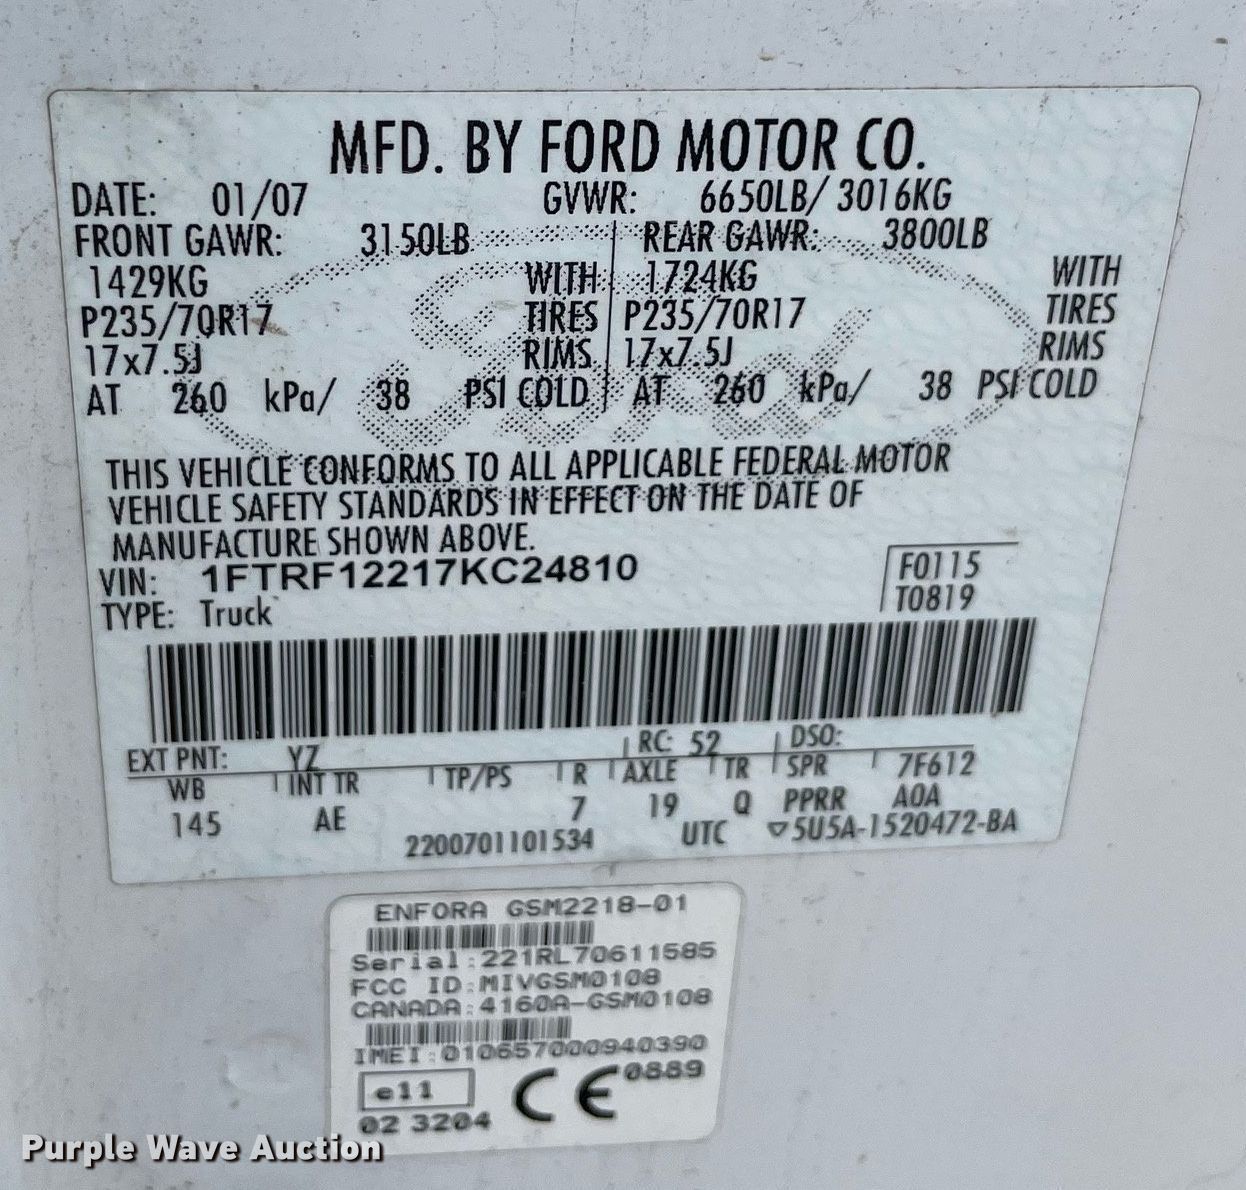 MFD. BY FORD MOTOR CO.
DATE: 01/07 GVWR: 6650LB/ 3016KG
FRONT GAWR: 3150LB REAR GAWR: 3800LB
1429KG WITH 1724KG WITH
P235/70R17 TIRES P235/70R17 TIRES
17x7.5J RIMS 17x7.5J RIMS
AT 260 kPa/ 38 PSI COLD AT 260 kPa/ 38 PSI COLD
Ford
THIS VEHICLE CONFORMS TO ALL APPLICABLE FEDERAL MOTOR
VEHICLE SAFETY STANDARDS IN EFFECT ON THE DATE OF
MANUFACTURE SHOWN ABOVE.
VIN: 1FTRF12217KC24810 F0115
TYPE: Truck T0819
EXT PNT: YZ RC: 52 DSO:
WB INT TR TP/PS R AXLE TR SPR 7F612
145 AE 7 19 Q PPRR A0A
2200701101534 UTC ▽5U5A-1520472-BA
ENFORA GSM2218-01
Serial:221RL70611585
FCC ID:MIVGSM0108
CANADA:4160A-GSM0108
IMEI:010657000940390
e11 CE 0889
02 3204
Purple Wave Auction